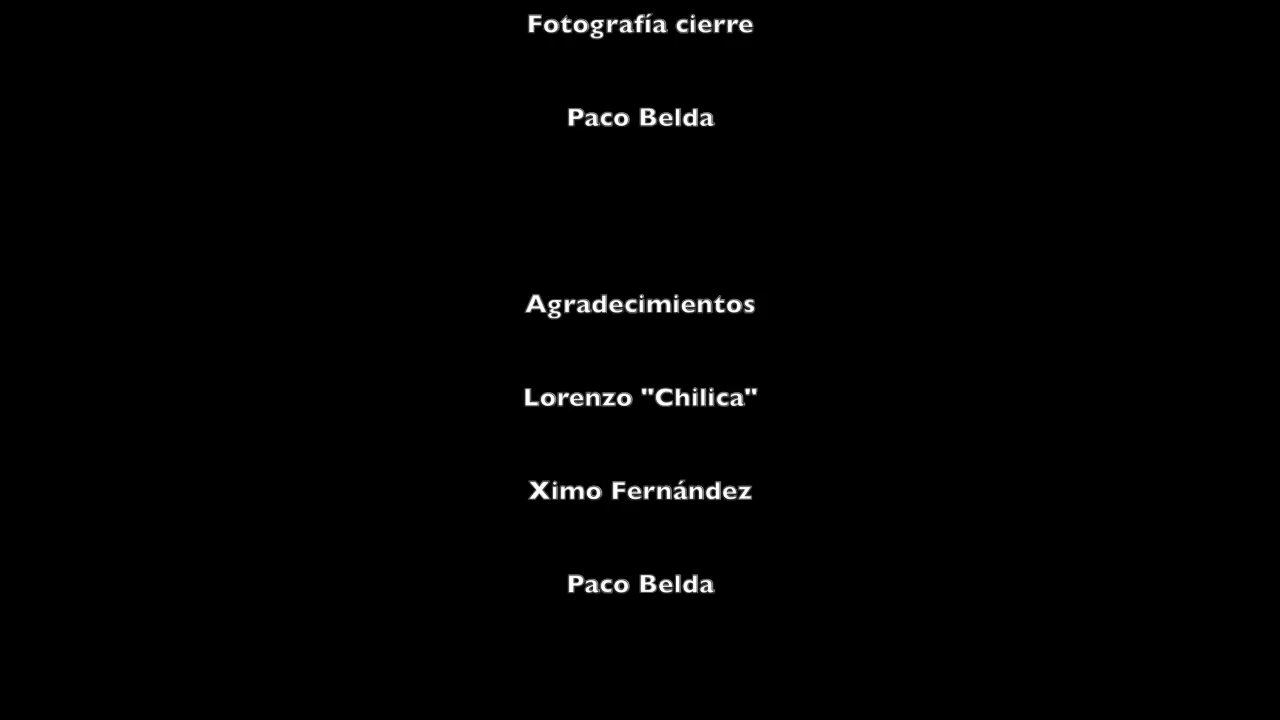 Fotografía cierre
Paco Belda
Agradecimientos
Lorenzo "Chilica"
Ximo Fernández
Paco Belda